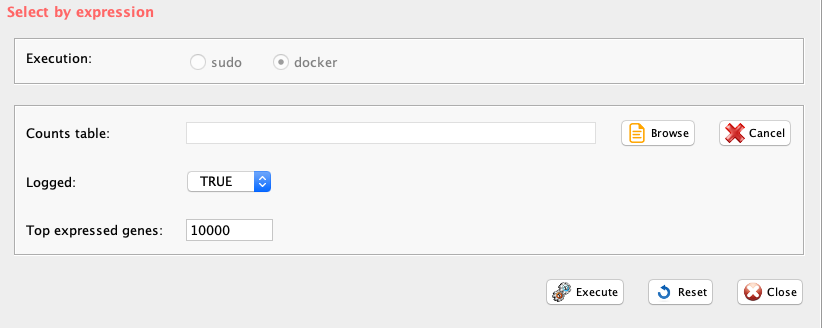 Select by expression
Execution: sudo docker
Counts table: Browse Cancel
Logged: TRUE
Top expressed genes: 10000
Execute Reset Close